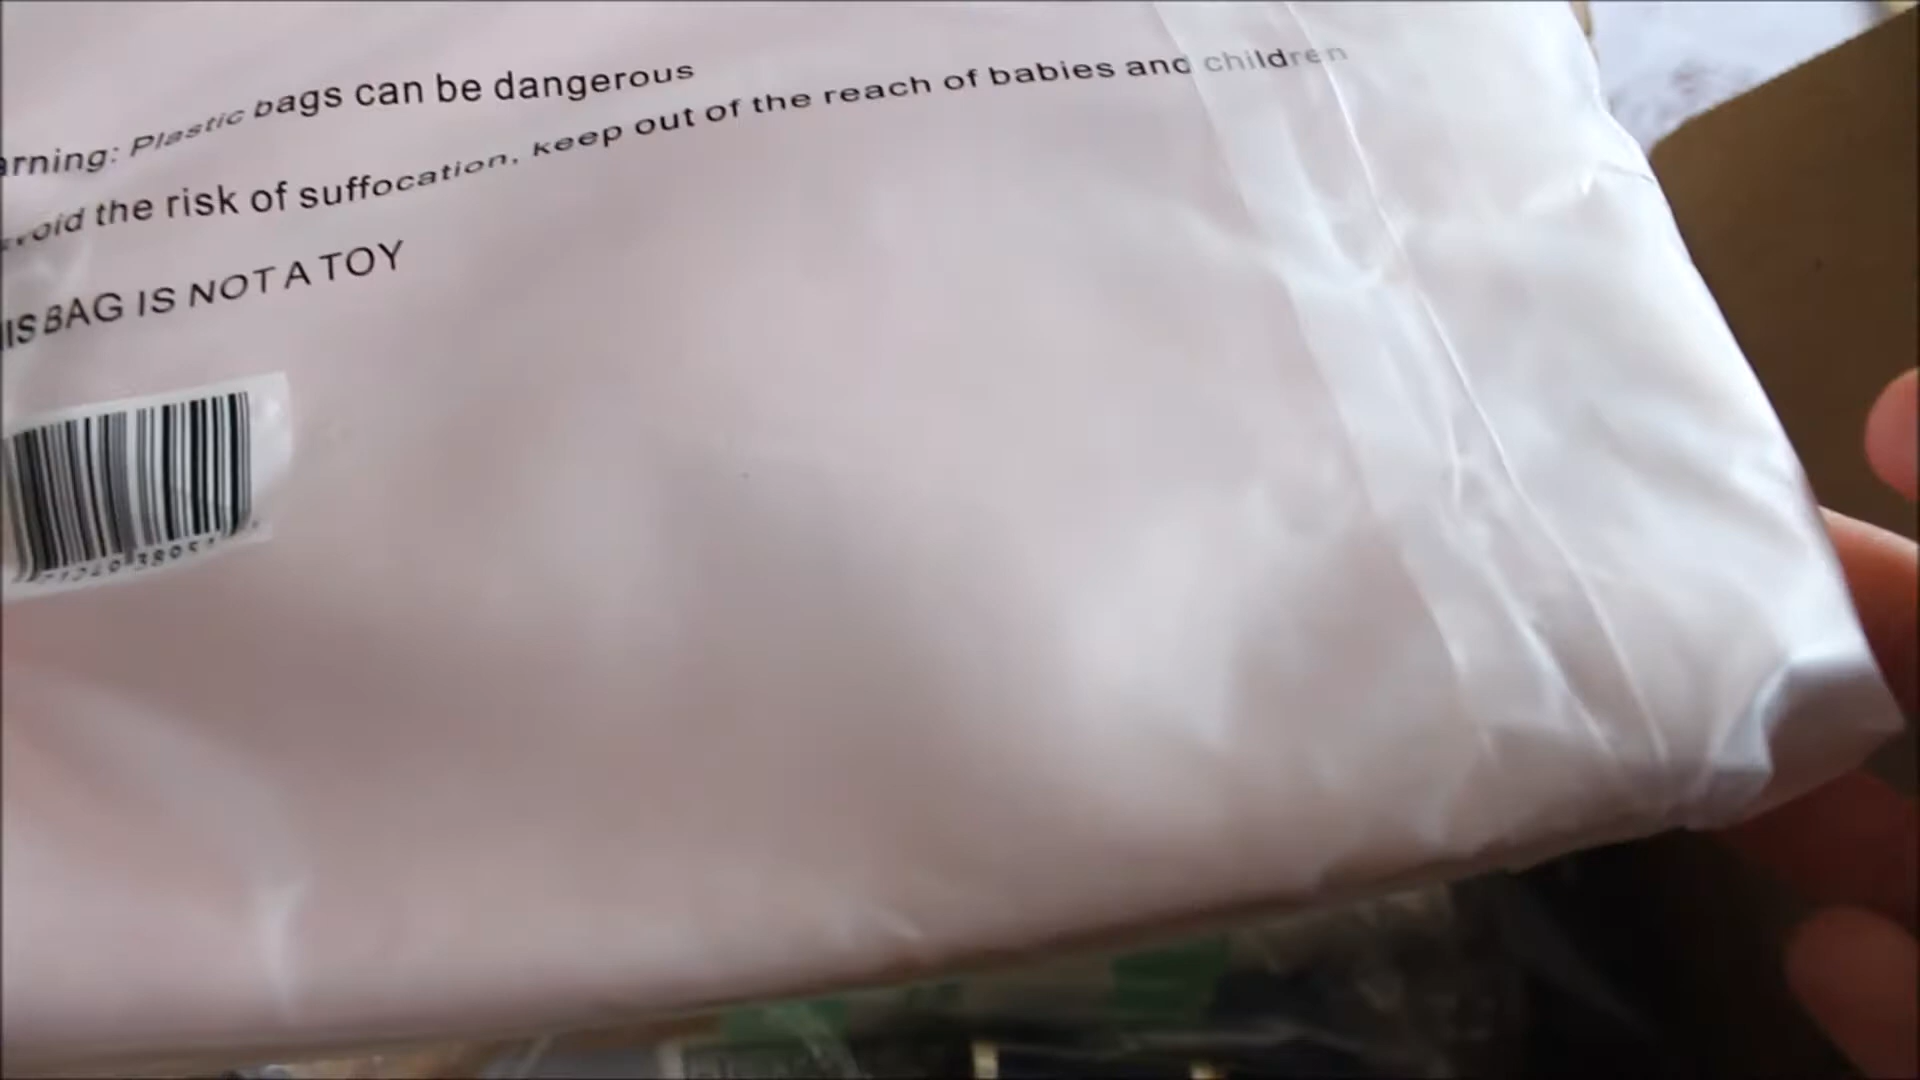 arning: Plastic bags can be dangerous
void the risk of suffocation, keep out of the reach of babies and children
IS BAG IS NOT A TOY